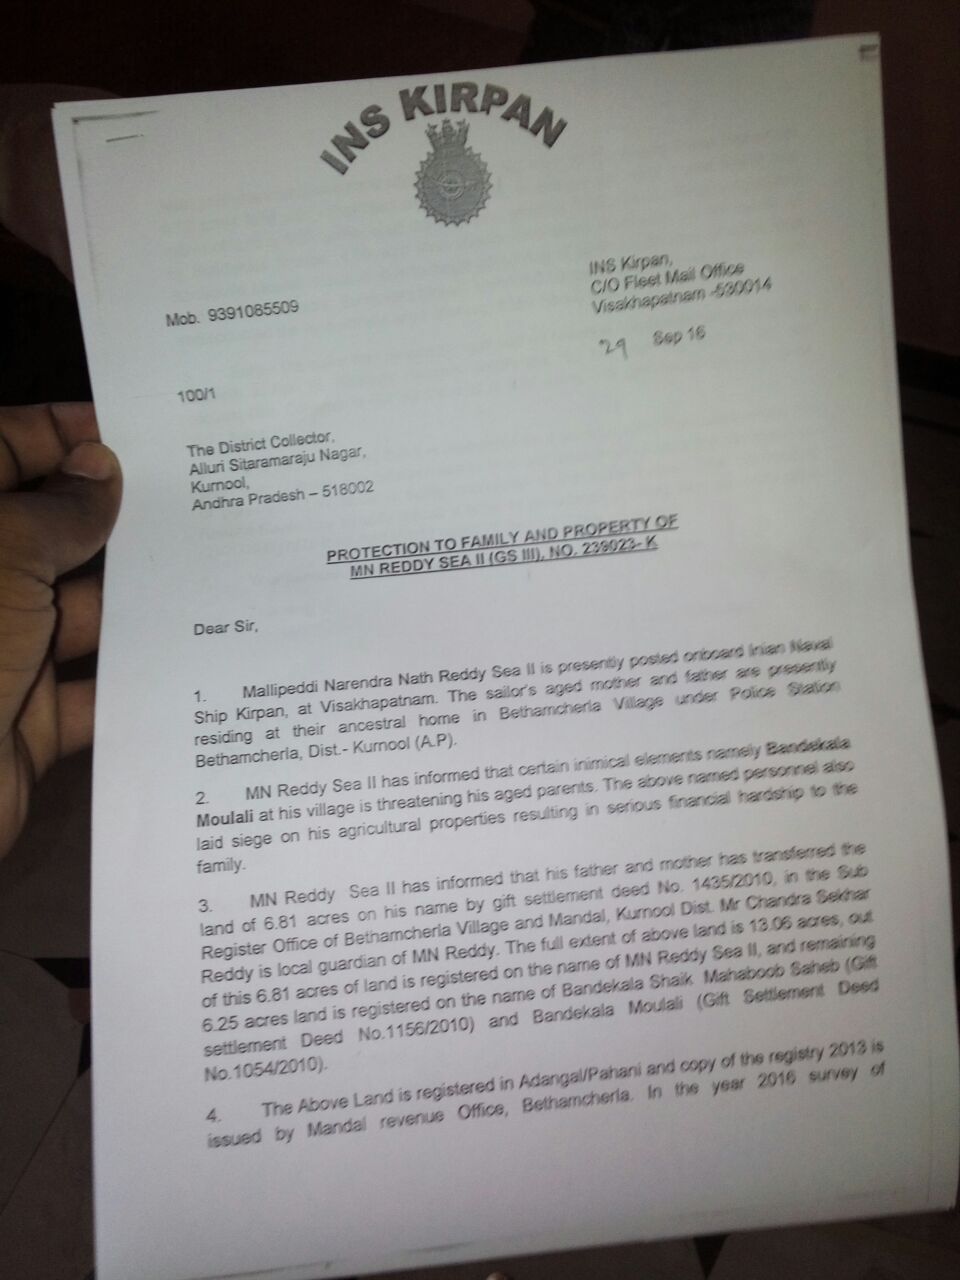 INS KIRPAN
INS Kirpan,
C/O Fleet Mail Office
Visakhapatnam -530014
Mob. 9391085509
29 Sep 16
100/1
The District Collector,
Alluri Sitaramaraju Nagar,
Kurnool,
Andhra Pradesh – 518002
PROTECTION TO FAMILY AND PROPERTY OF
MN REDDY SEA II (GS III), NO. 239023- K
Dear Sir,
1. Mallipeddi Narendra Nath Reddy Sea II is presently posted onboard Inian Naval
Ship Kirpan, at Visakhapatnam. The sailor's aged mother and father are presently
residing at their ancestral home in Bethamcherla Village under Police Station
Bethamcherla, Dist.- Kurnool (A.P).
2. MN Reddy Sea II has informed that certain inimical elements namely Bandekala
Moulali at his village is threatening his aged parents. The above named personnel also
laid siege on his agricultural properties resulting in serious financial hardship to the
family.
3. MN Reddy Sea II has informed that his father and mother has transferred the
land of 6.81 acres on his name by gift settlement deed No. 1435/2010, in the Sub
Register Office of Bethamcherla Village and Mandal, Kurnool Dist. Mr Chandra Sekhar
Reddy is local guardian of MN Reddy. The full extent of above land is 13.06 acres, out
of this 6.81 acres of land is registered on the name of MN Reddy Sea II, and remaining
6.25 acres land is registered on the name of Bandekala Shaik Mahaboob Saheb (Gift
settlement Deed No.1156/2010) and Bandekala Moulali (Gift Settlement Deed
No.1054/2010).
4. The Above Land is registered in Adangal/Pahani and copy of the registry 2013 is
issued by Mandal revenue Office, Bethamcherla. In the year 2016 survey of